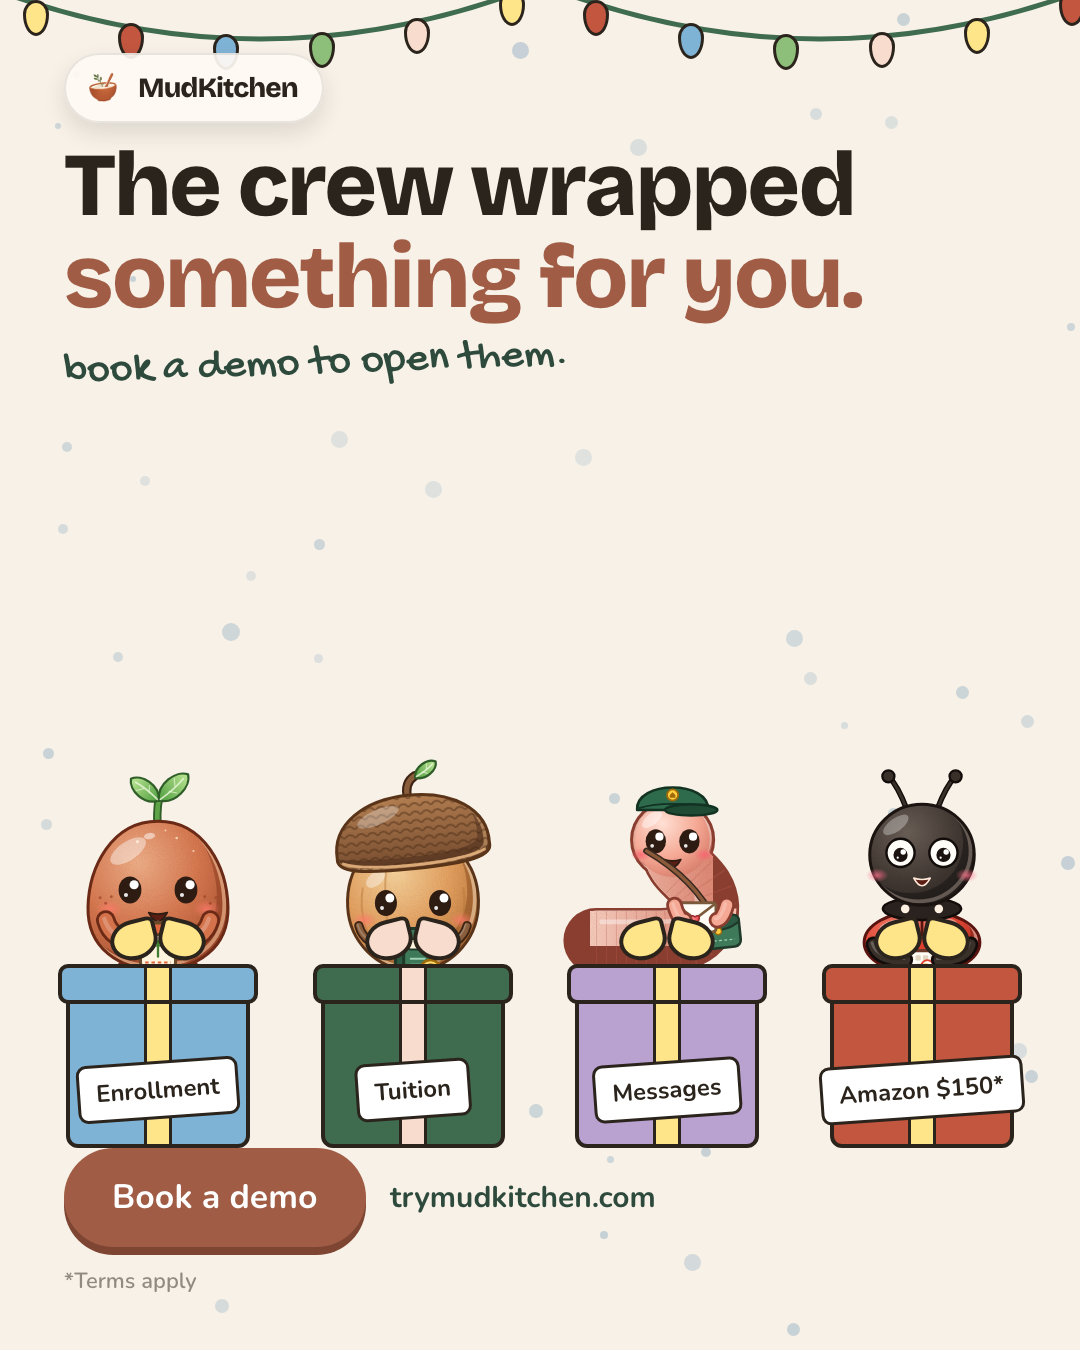 MudKitchen
The crew wrapped
something for you.
book a demo to open them.
Enrollment
Tuition
Messages
Amazon $150*
Book a demo
trymudkitchen.com
*Terms apply